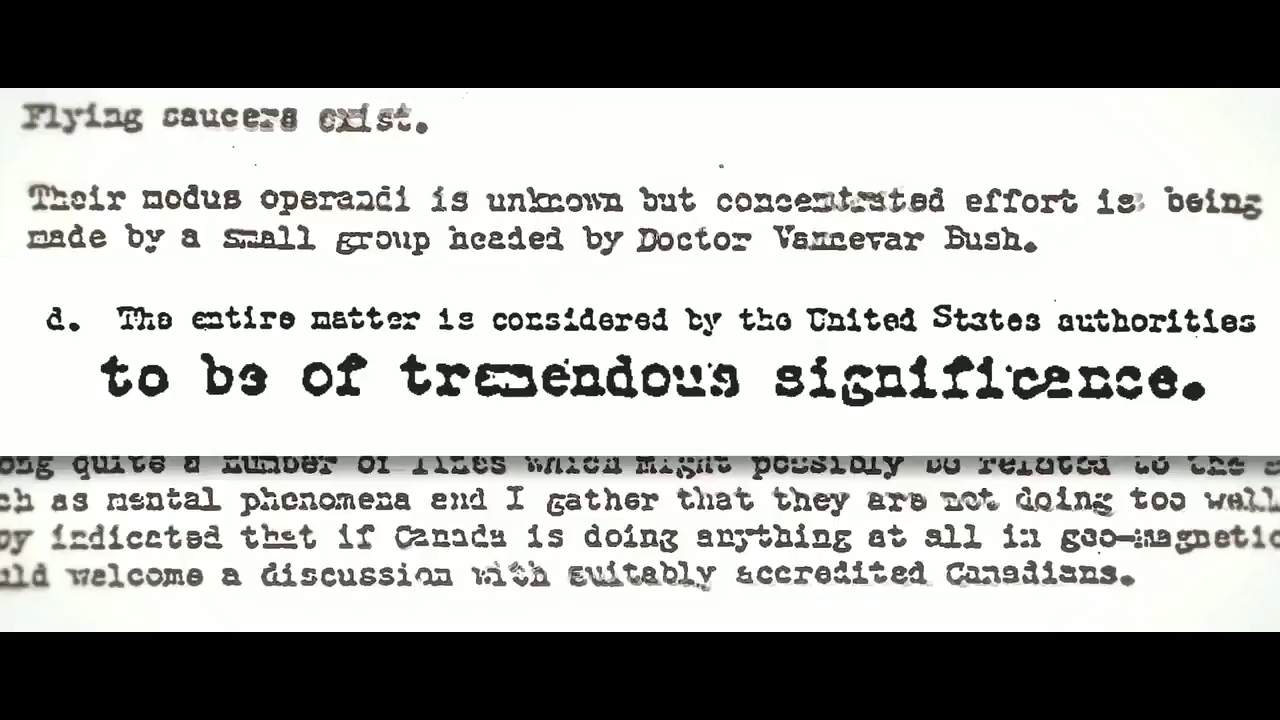 Flying saucers exist.
Their modus operandi is unknown but concentrated effort is being
made by a small group headed by Doctor Vannevar Bush.
d. The entire matter is considered by the United States authorities
to be of tremendous significance.
quite a number of lines which might possibly be related to the
as mental phenomena and I gather that they are not doing too well
indicated that if Canada is doing anything at all in geo-magnetic
welcome a discussion with suitably accredited Canadians.